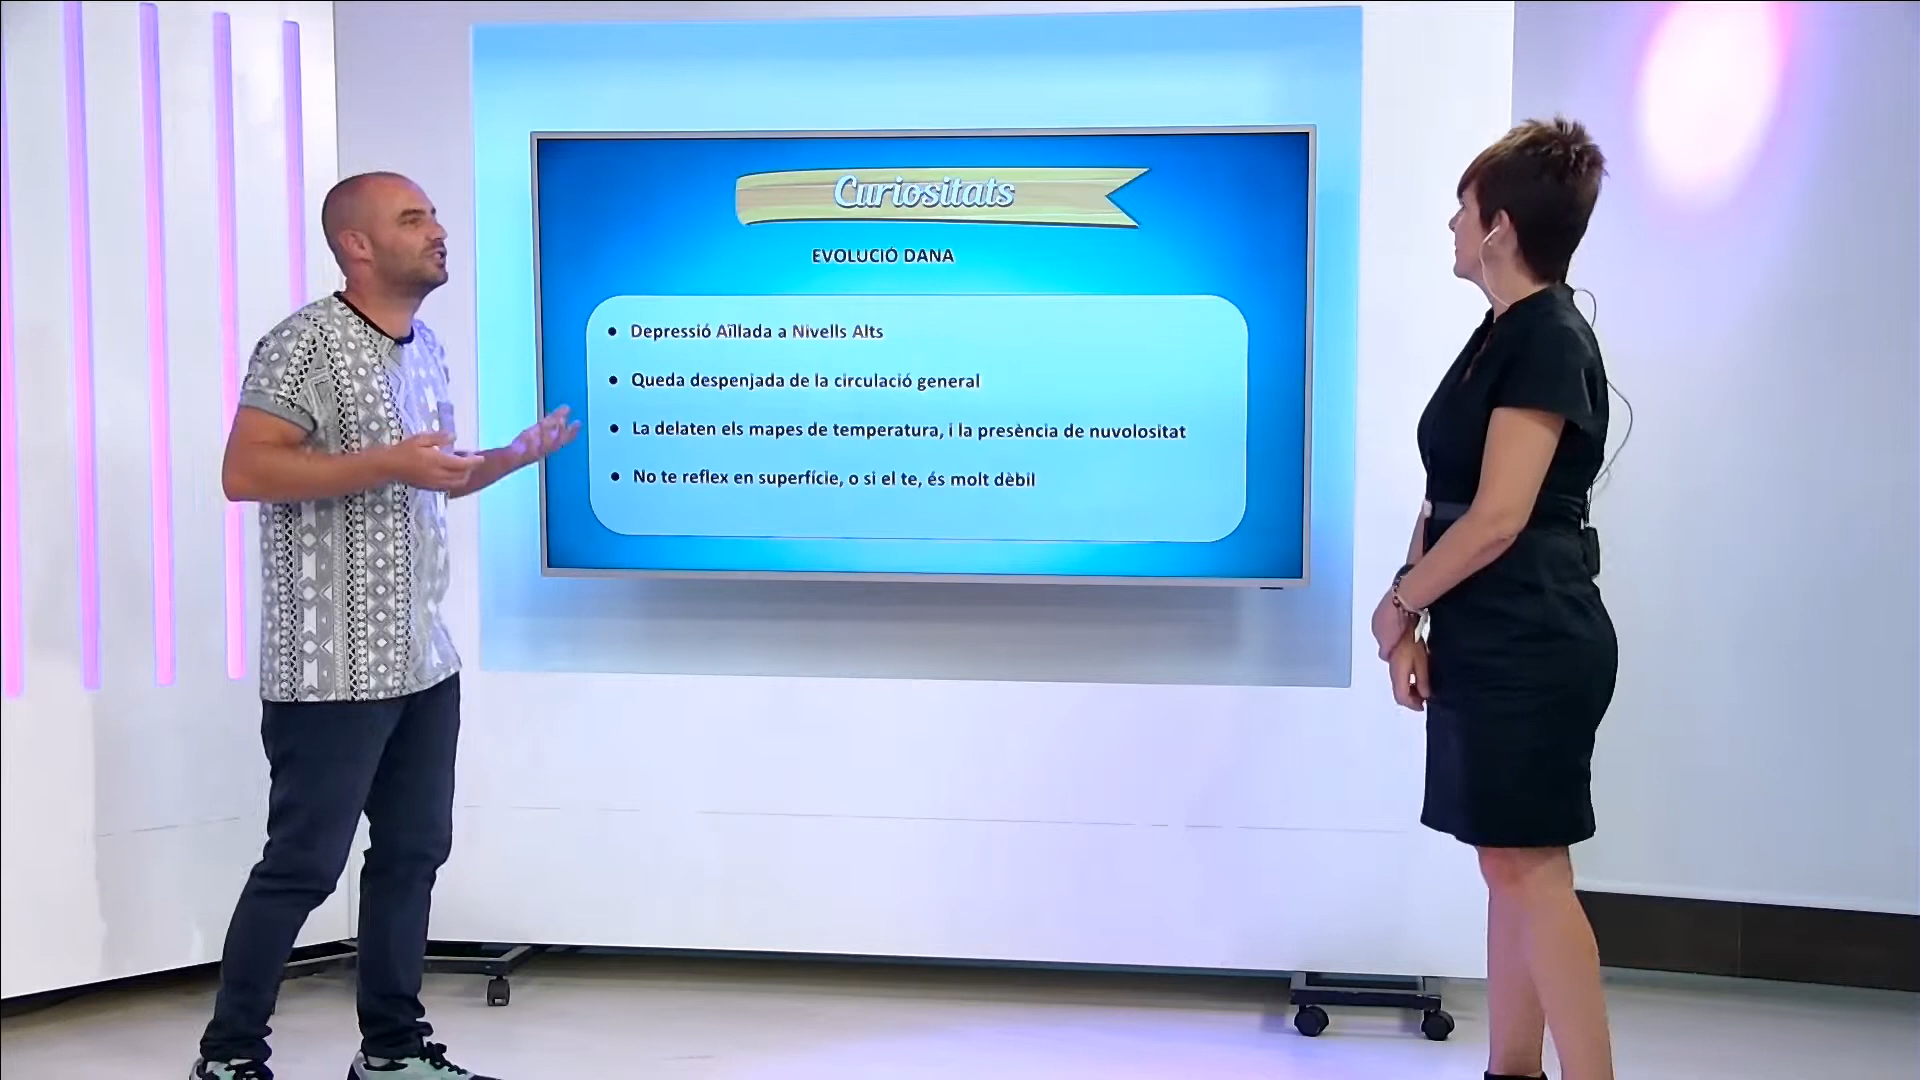 Curiositats
EVOLUCIÓ DANA
● Depressió Aïllada a Nivells Alts
● Queda despenjada de la circulació general
● La delaten els mapes de temperatura, i la presència de nuvolositat
● No te reflex en superfície, o si el te, és molt dèbil